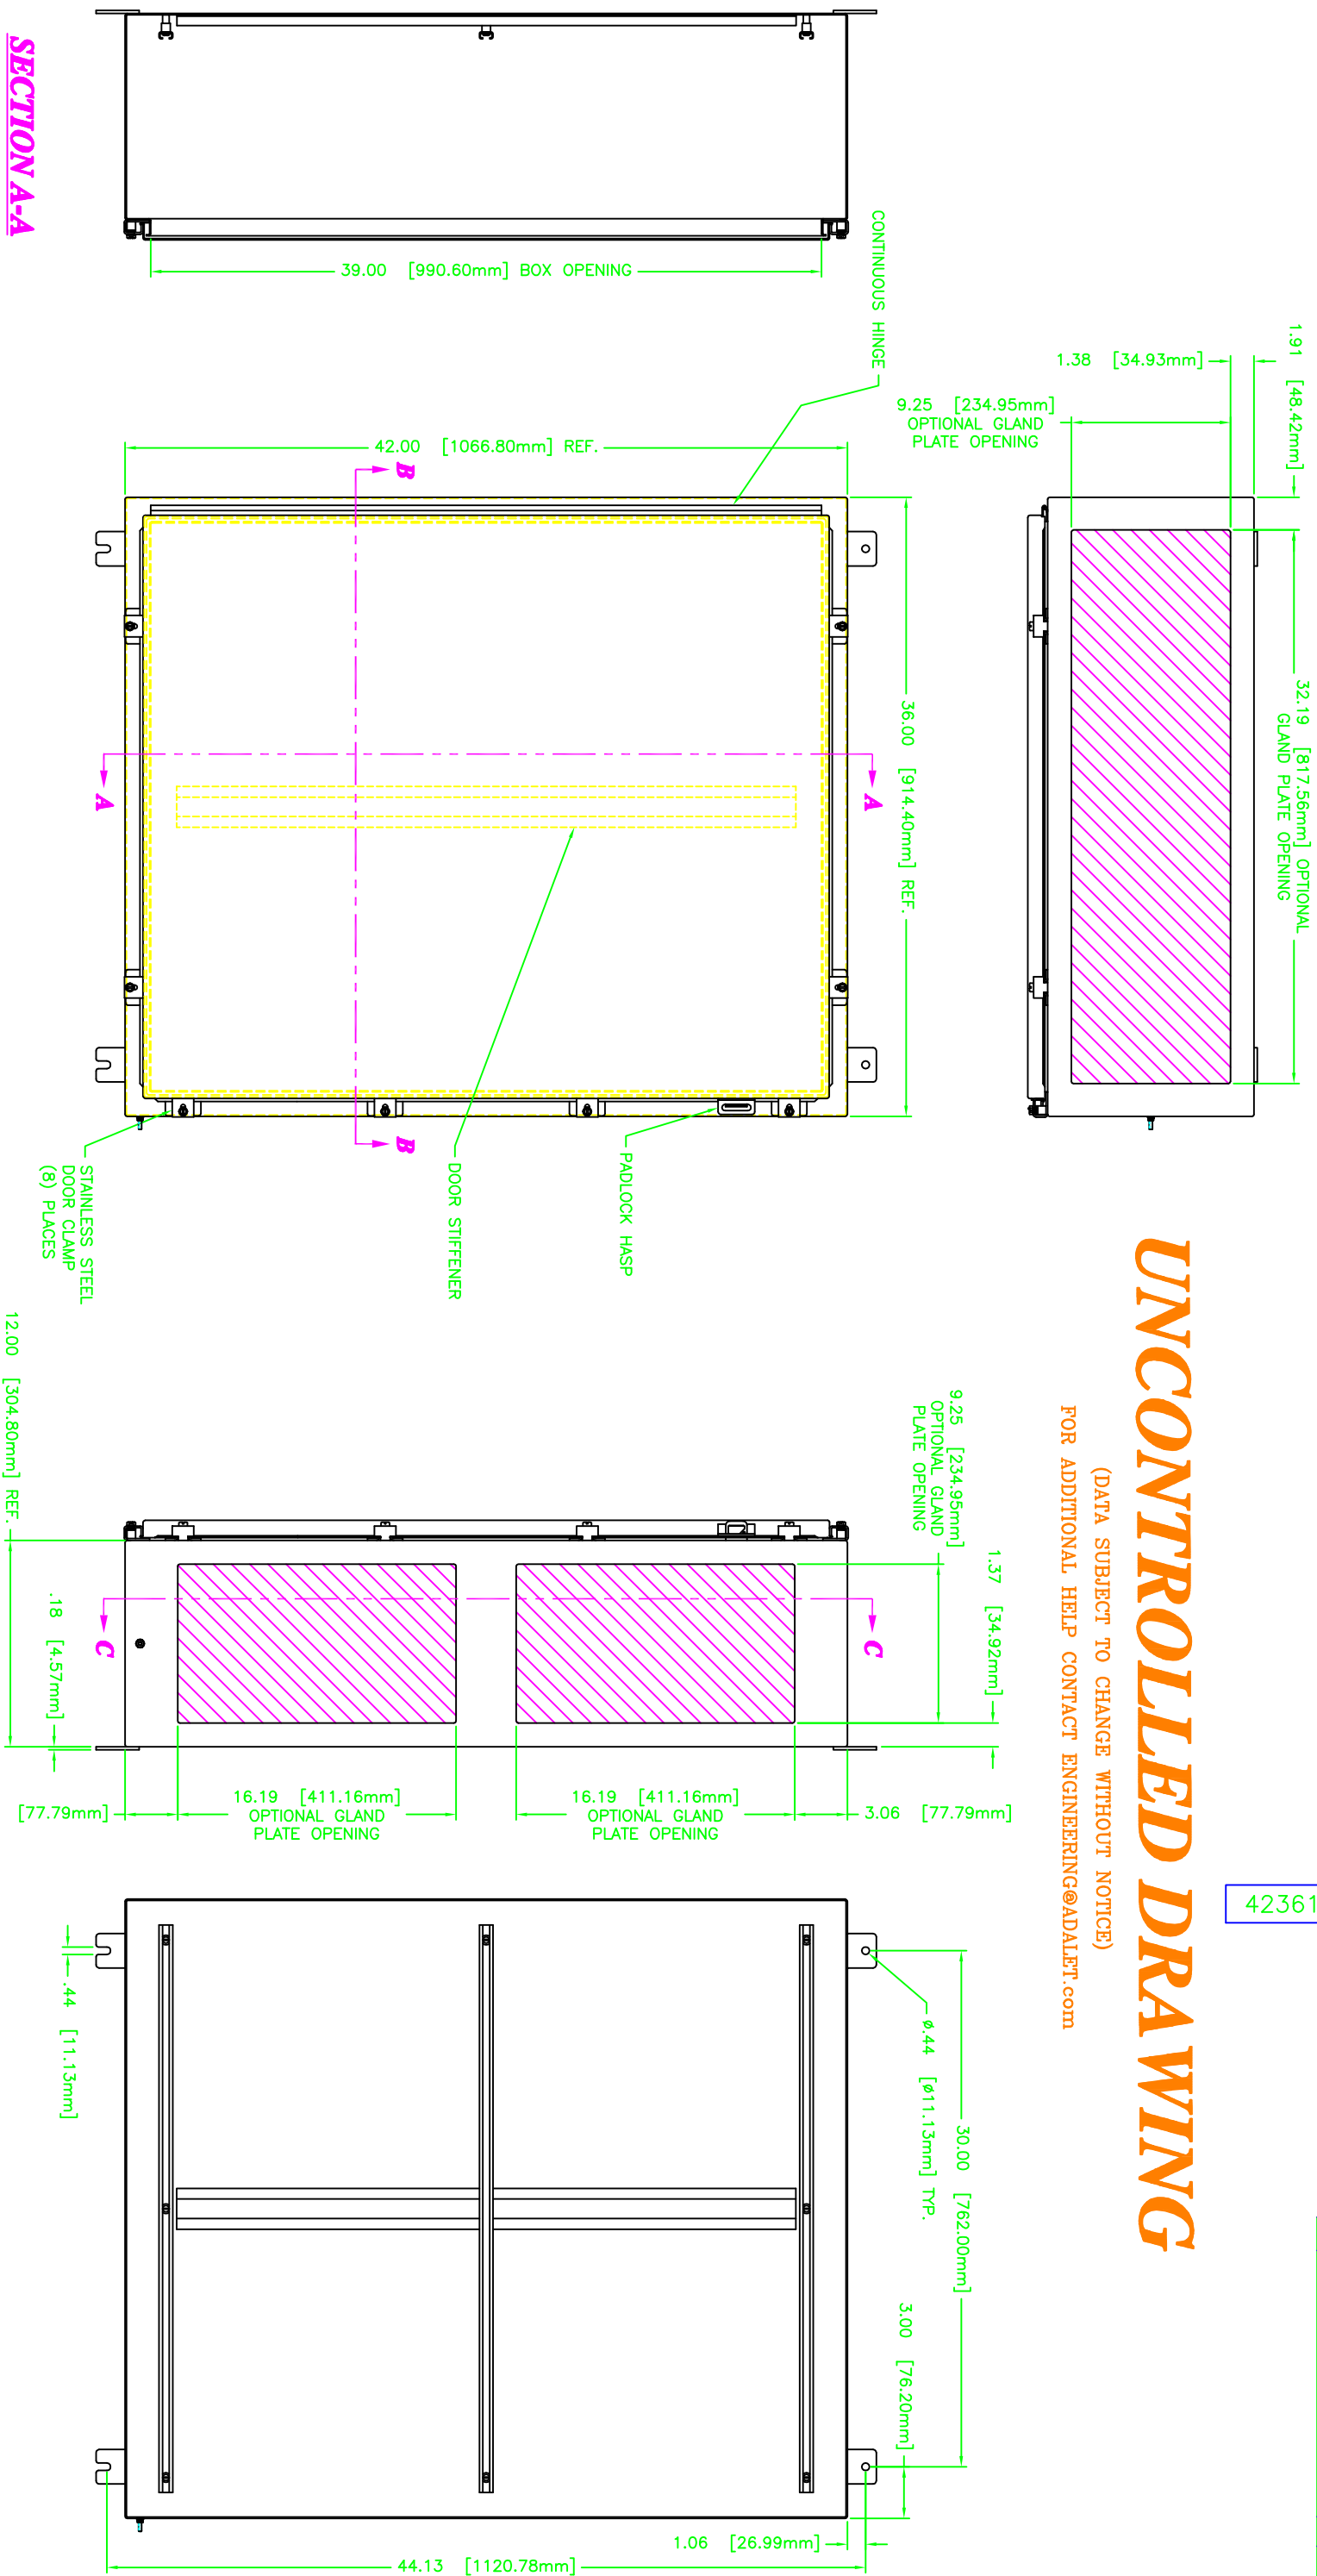 42361
UNCONTROLLED DRAWING
(DATA SUBJECT TO CHANGE WITHOUT NOTICE)
FOR ADDITIONAL HELP CONTACT ENGINEERING@ADALET.com
1.91 [48.42mm]
32.19 [817.56mm] OPTIONAL
GLAND PLATE OPENING
1.38 [34.93mm]
9.25 [234.95mm]
OPTIONAL GLAND
PLATE OPENING
CONTINUOUS HINGE
42.00 [1066.80mm] REF.
36.00 [914.40mm] REF.
B
B
A
A
PADLOCK HASP
DOOR STIFFENER
STAINLESS STEEL
DOOR CLAMP
(8) PLACES
39.00 [990.60mm] BOX OPENING
SECTION A-A
9.25 [234.95mm]
OPTIONAL GLAND
PLATE OPENING
1.37 [34.92mm]
C
C
12.00 [304.80mm] REF.
.18 [4.57mm]
3.06 [77.79mm]
16.19 [411.16mm]
OPTIONAL GLAND
PLATE OPENING
16.19 [411.16mm]
OPTIONAL GLAND
PLATE OPENING
[77.79mm]
30.00 [762.00mm]
ø.44 [ø11.13mm] TYP.
3.00 [76.20mm]
1.06 [26.99mm]
44.13 [1120.78mm]
.44 [11.13mm]